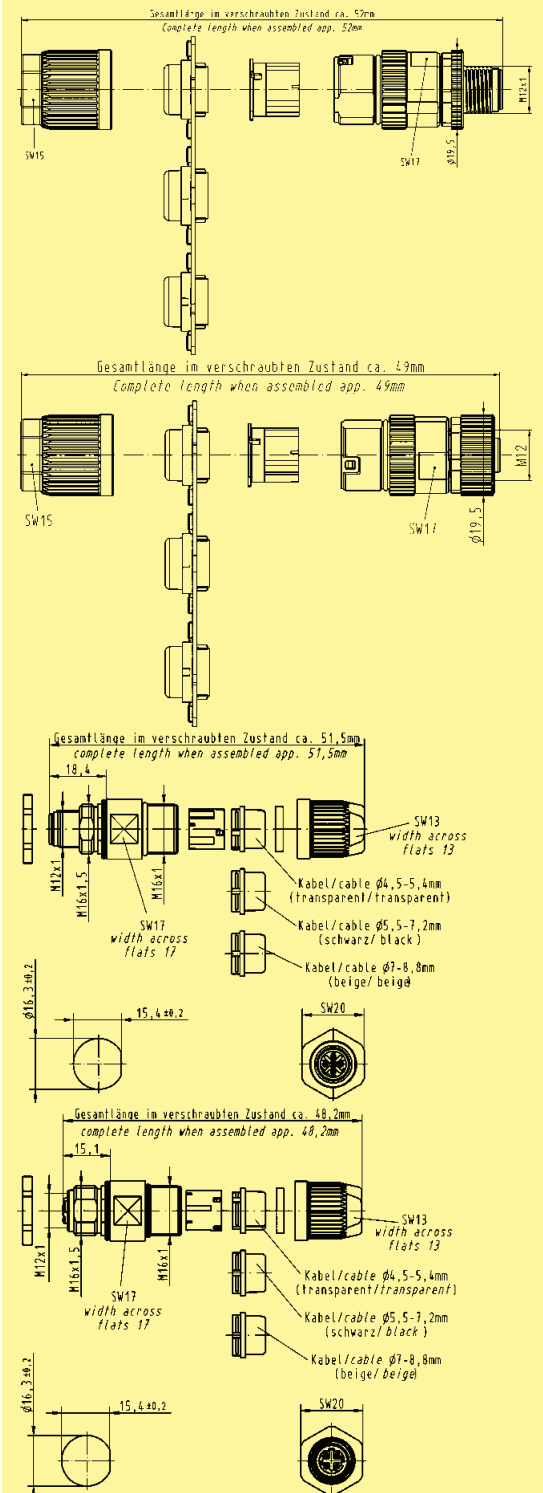 Gesamtlänge im verschraubten Zustand ca. 52mm
Complete length when assembled app. 52mm
SW15
SW17
Ø19,5
M12x1
Gesamtlänge im verschraubten Zustand ca. 49mm
Complete length when assembled app. 49mm
SW15
SW17
Ø19,5
M12
Gesamtlänge im verschraubten Zustand ca. 51,5mm
complete length when assembled app. 51,5mm
18,4
M12x1
M16x1,5
M16x1
SW17
width across
flats 17
SW13
width across
flats 13
Kabel/cable Ø4,5-5,4mm
(transparent/transparent)
Kabel/cable Ø5,5-7,2mm
(schwarz/black)
Kabel/cable Ø7-8,8mm
(beige/beige)
Ø16,3±0,2
15,4±0,2
SW20
Gesamtlänge im verschraubten Zustand ca. 48,2mm
complete length when assembled app. 48,2mm
15,1
M12x1
M16x1,5
M16x1
SW17
width across
flats 17
SW13
width across
flats 13
Kabel/cable Ø4,5-5,4mm
(transparent/transparent)
Kabel/cable Ø5,5-7,2mm
(schwarz/black)
Kabel/cable Ø7-8,8mm
(beige/beige)
Ø16,3±0,2
15,4±0,2
SW20